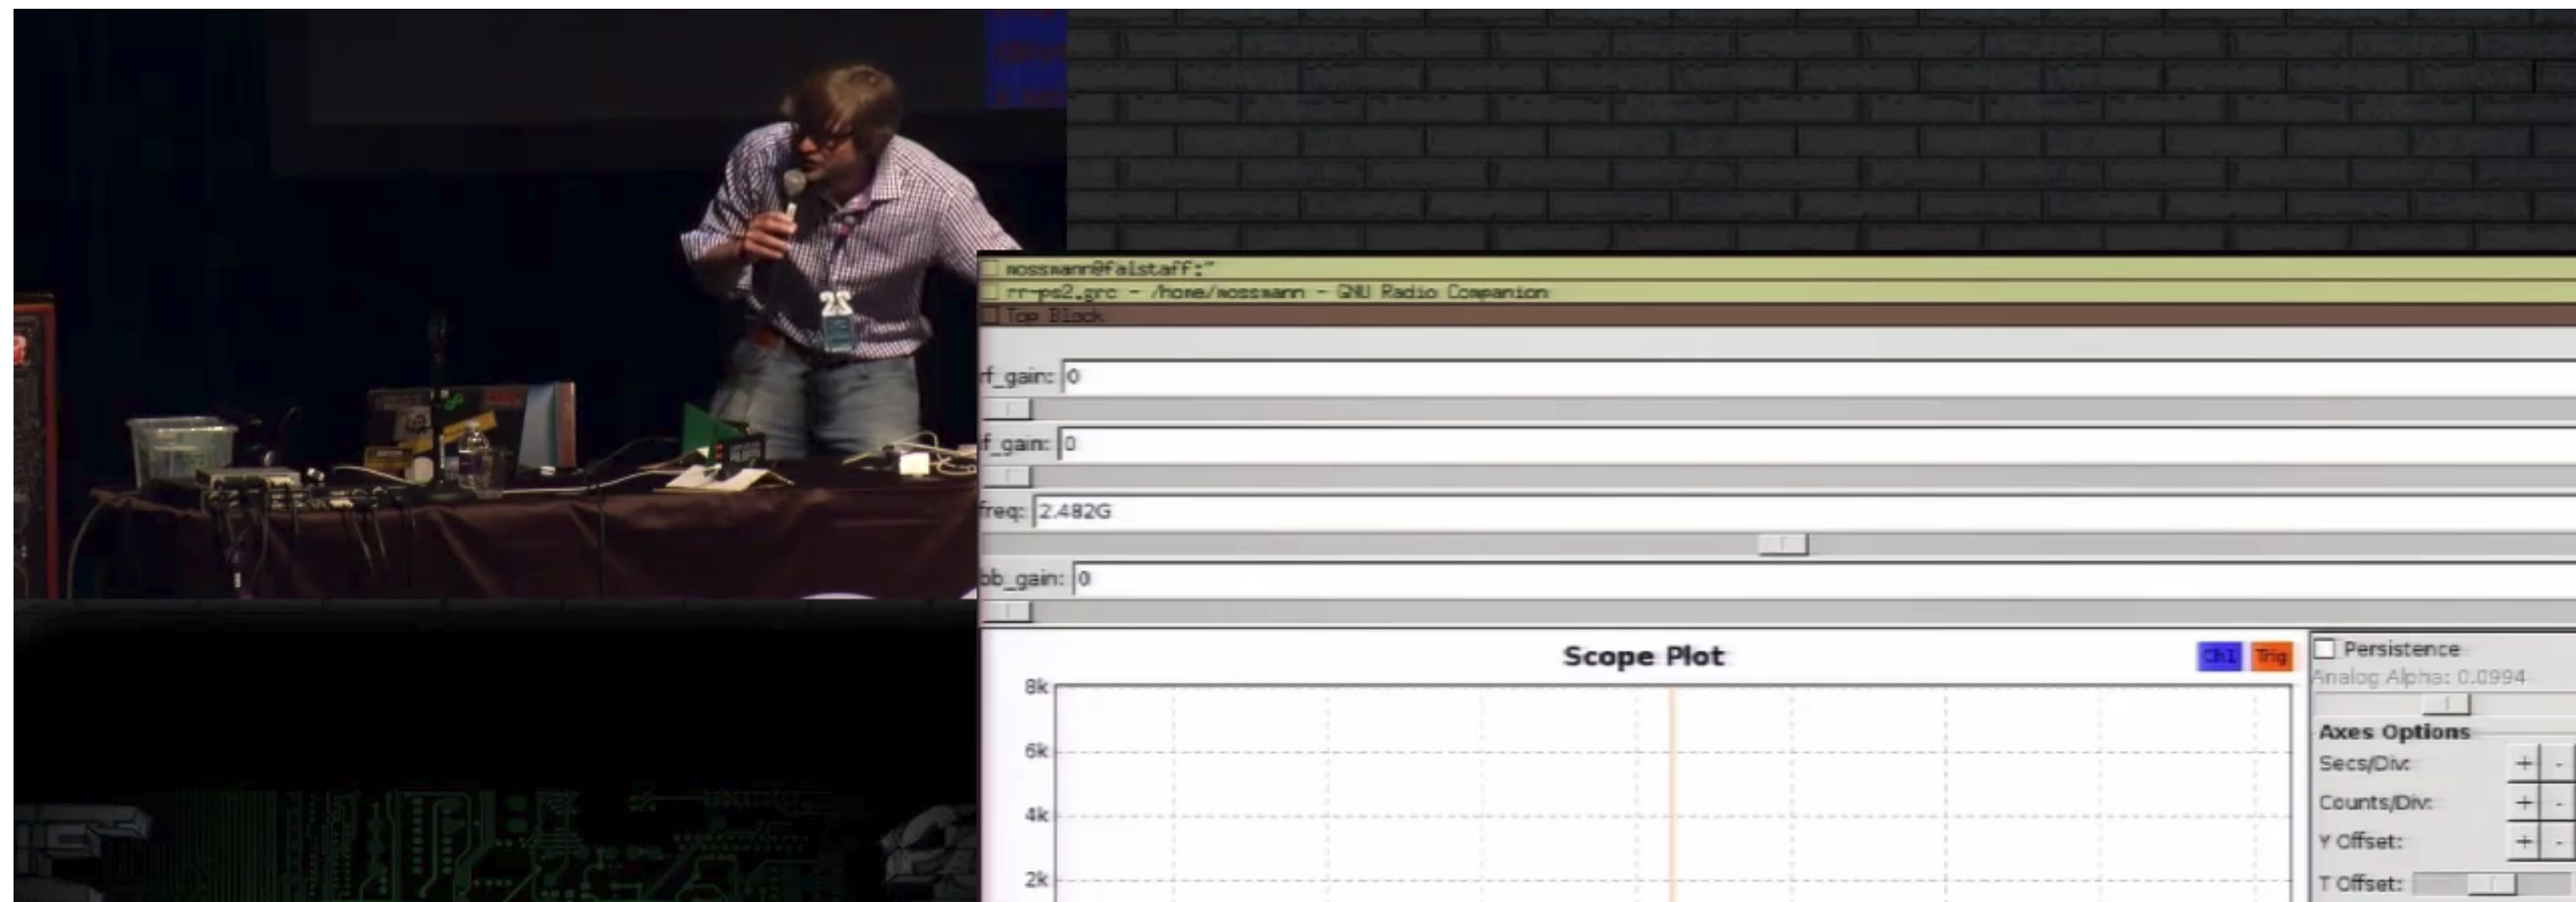 mossmann@falstaff:~
rr-ps2.grc - /home/mossmann - GNU Radio Companion
Top Block
rf_gain: 0
if_gain: 0
freq: 2.482G
bb_gain: 0
Scope Plot
Ch1 Trig
Persistence
Analog Alpha: 0.0994
Axes Options
Secs/Div: + -
Counts/Div: + -
Y Offset: + -
T Offset:
8k
6k
4k
2k